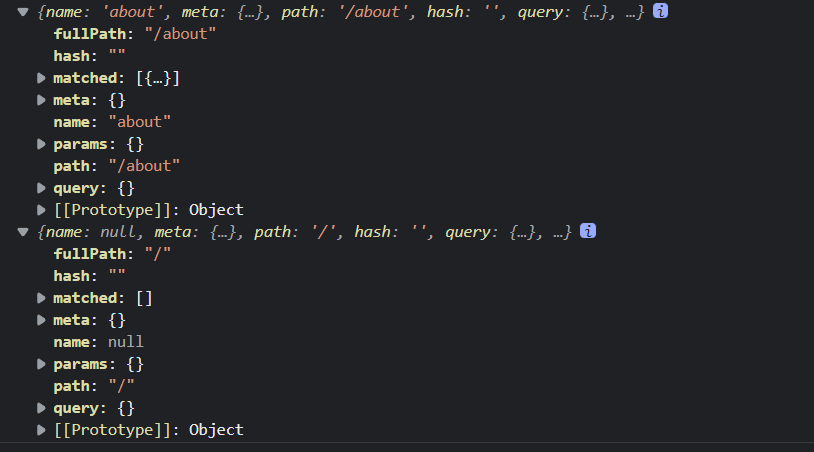 ▼ {name: 'about', meta: {…}, path: '/about', hash: '', query: {…}, …} i
fullPath: "/about"
hash: ""
▶ matched: [{…}]
▶ meta: {}
name: "about"
▶ params: {}
path: "/about"
▶ query: {}
▶ [[Prototype]]: Object
▼ {name: null, meta: {…}, path: '/', hash: '', query: {…}, …} i
fullPath: "/"
hash: ""
▶ matched: []
▶ meta: {}
name: null
▶ params: {}
path: "/"
▶ query: {}
▶ [[Prototype]]: Object